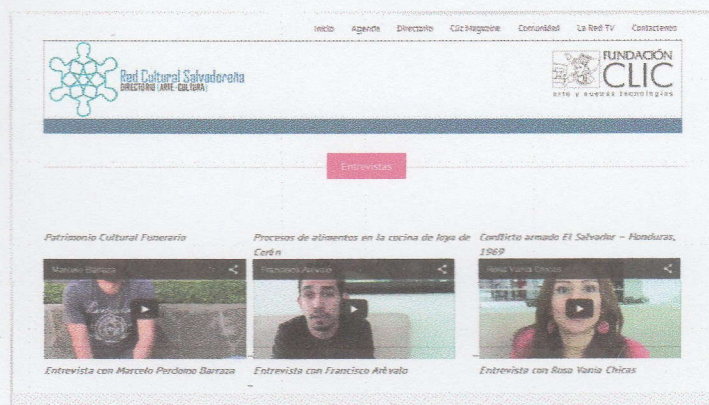 Inicio Agenda Directorio Clic Magazine Comunidad La Red TV Contactenos
Red Cultural Salvadoreña
DIRECTORIO (ARTE-CULTURA)
FUNDACIÓN
CLIC
arte y nuevas tecnologías
Entrevistas
Patrimonio Cultural Funerario
Procesos de alimentos en la cocina de Joya de
Cerén
Conflicto armado El Salvador – Honduras,
1969
Marcelo Barraza
Francisco Arévalo
Rosa Vania Chicas
Entrevista con Marcelo Perdomo Barraza
Entrevista con Francisco Arévalo
Entrevista con Rosa Vania Chicas